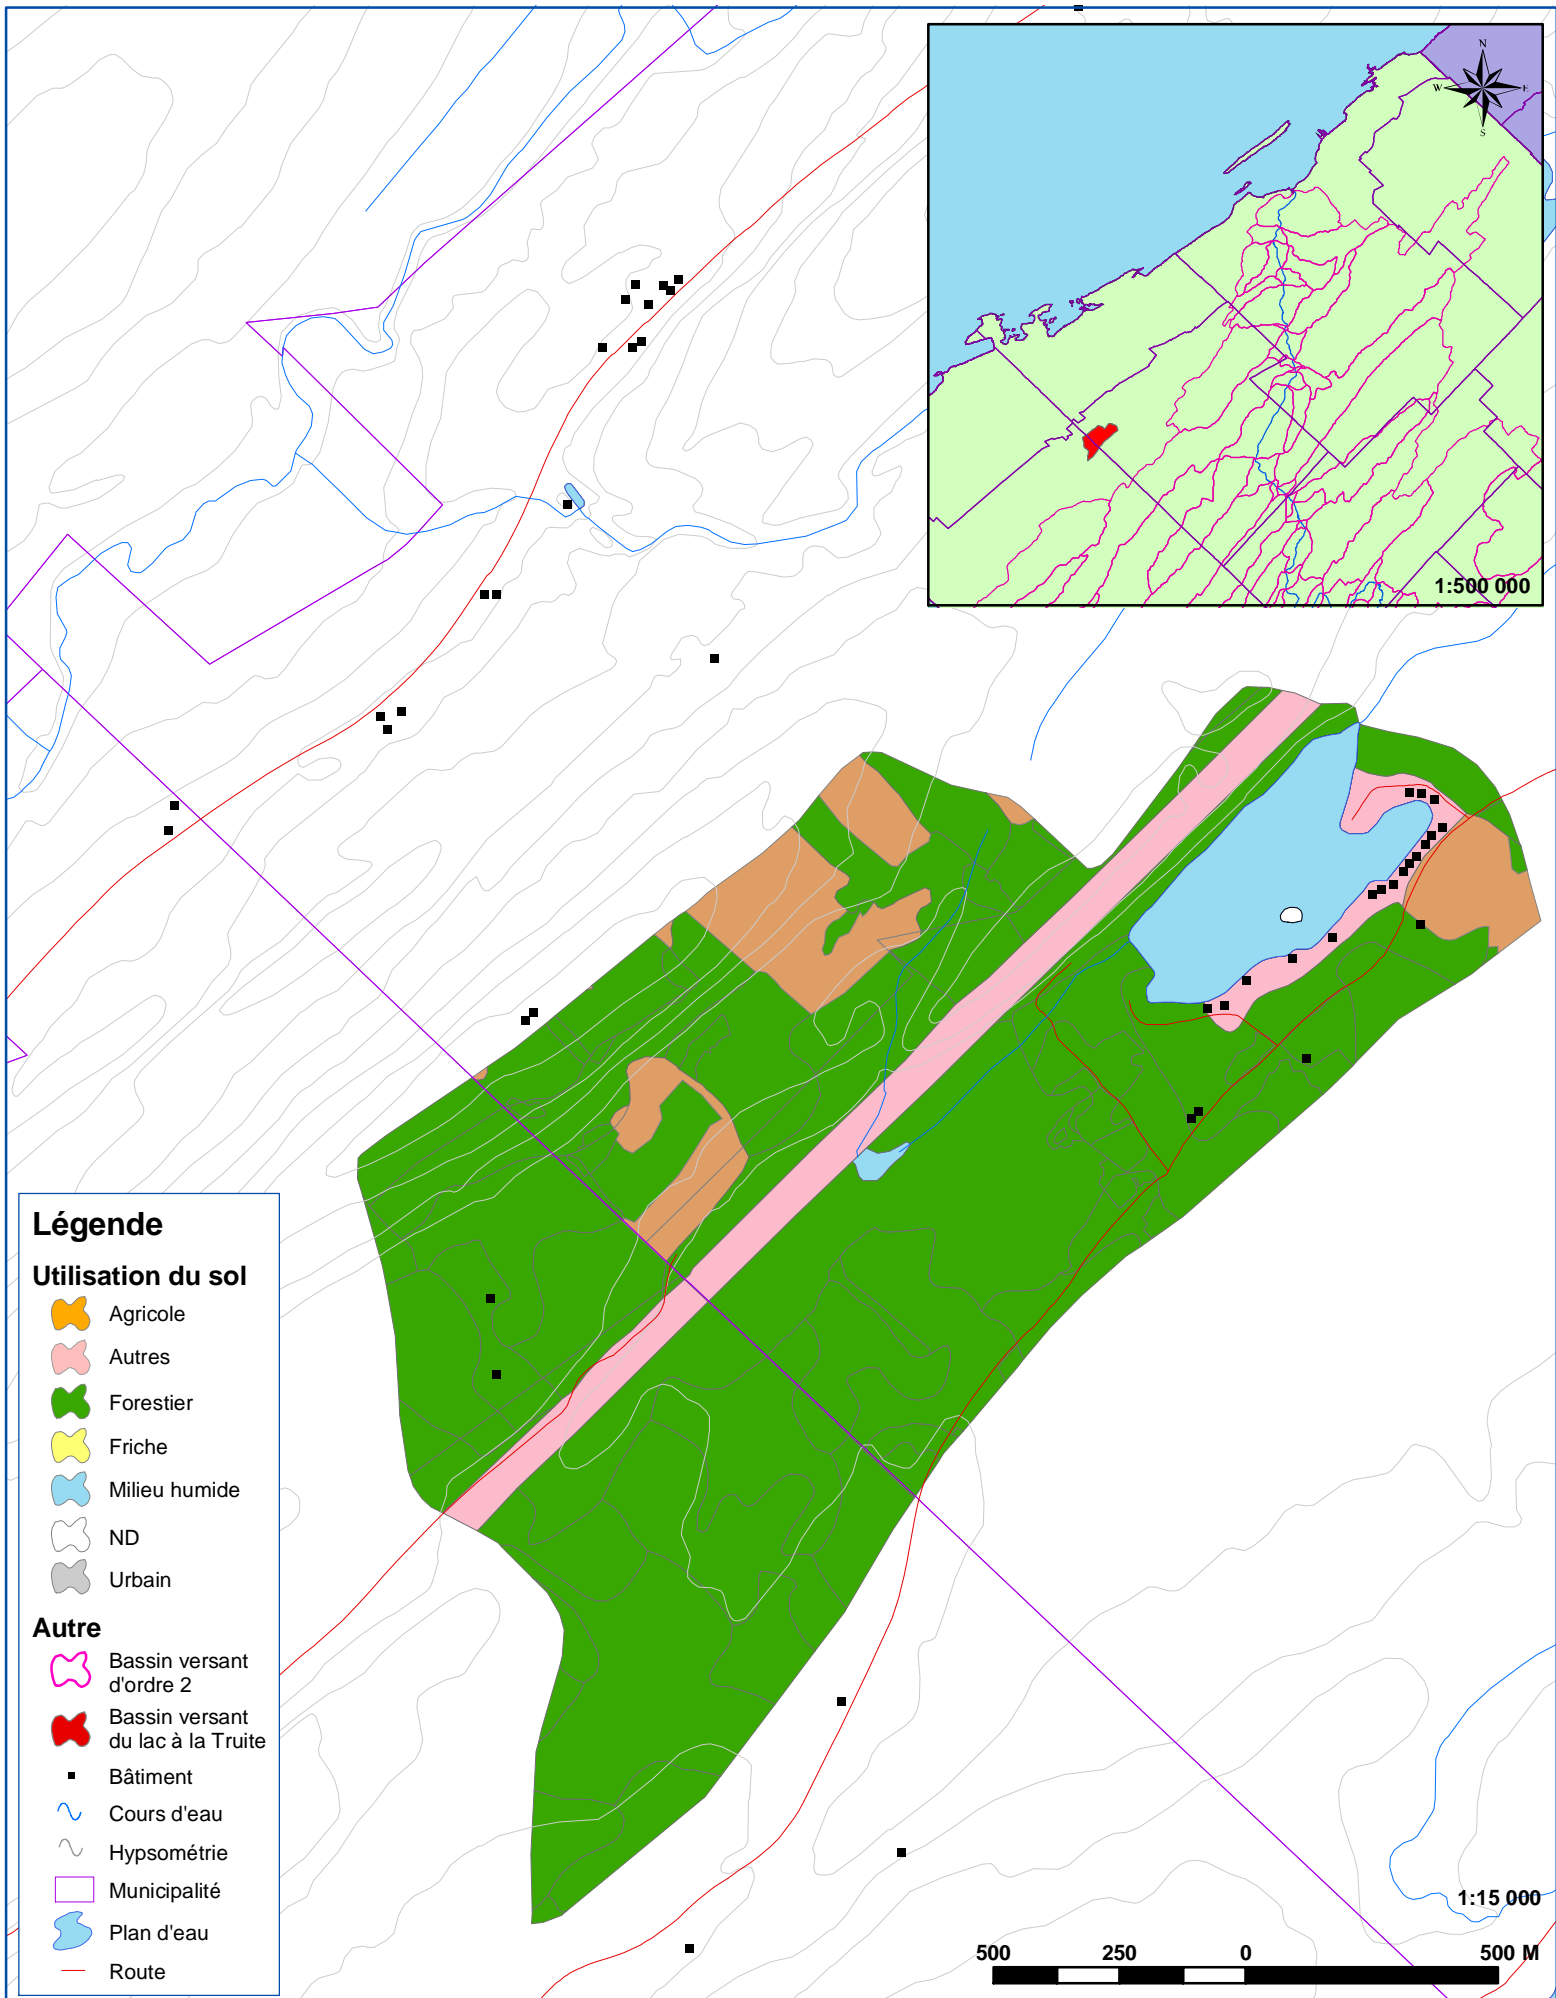 N
W
E
S
1:500 000
Légende
Utilisation du sol
Agricole
Autres
Forestier
Friche
Milieu humide
ND
Urbain
Autre
Bassin versant
d'ordre 2
Bassin versant
du lac à la Truite
Bâtiment
Cours d'eau
Hypsométrie
Municipalité
Plan d'eau
Route
1:15 000
500 250 0 500 M